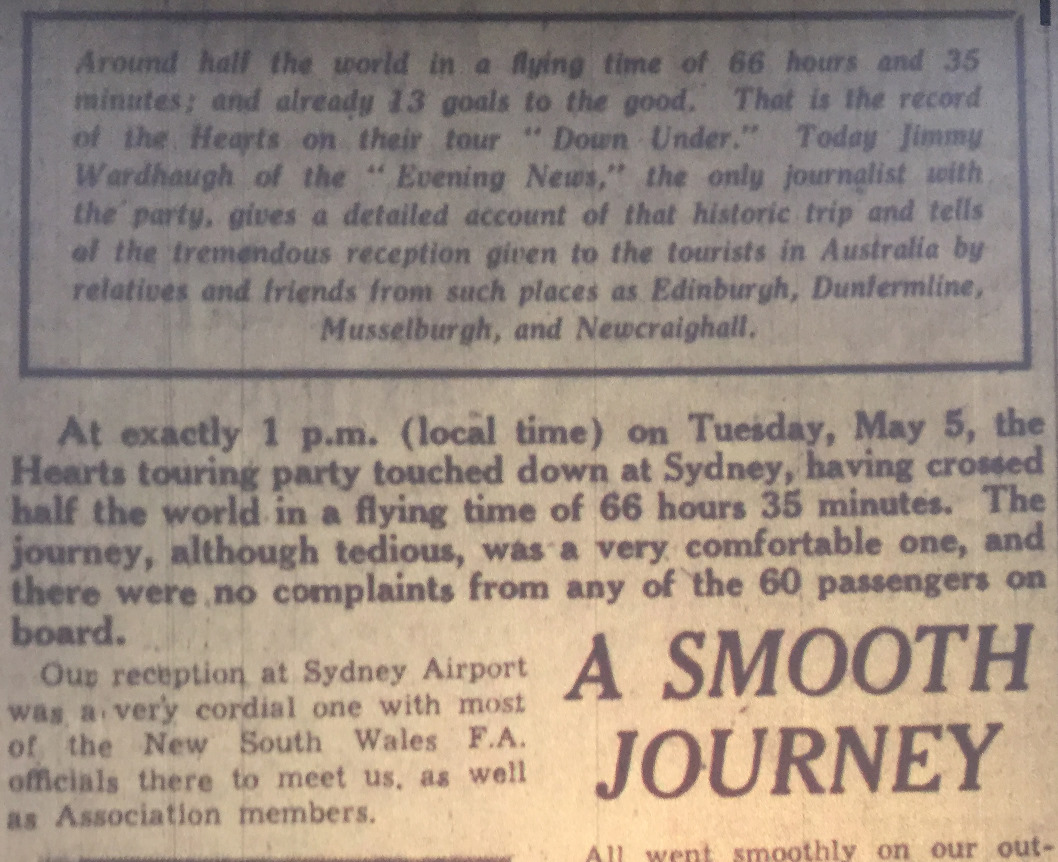 Around half the world in a flying time of 66 hours and 35
minutes; and already 13 goals to the good. That is the record
of the Hearts on their tour "Down Under." Today Jimmy
Wardhaugh of the "Evening News," the only journalist with
the party, gives a detailed account of that historic trip and tells
of the tremendous reception given to the tourists in Australia by
relatives and friends from such places as Edinburgh, Dunfermline,
Musselburgh, and Newcraighall.
At exactly 1 p.m. (local time) on Tuesday, May 5, the
Hearts touring party touched down at Sydney, having crossed
half the world in a flying time of 66 hours 35 minutes. The
journey, although tedious, was a very comfortable one, and
there were no complaints from any of the 60 passengers on
board.
Our reception at Sydney Airport
was a very cordial one with most
of the New South Wales F.A.
officials there to meet us, as well
as Association members.
A SMOOTH
JOURNEY
All went smoothly on our out-